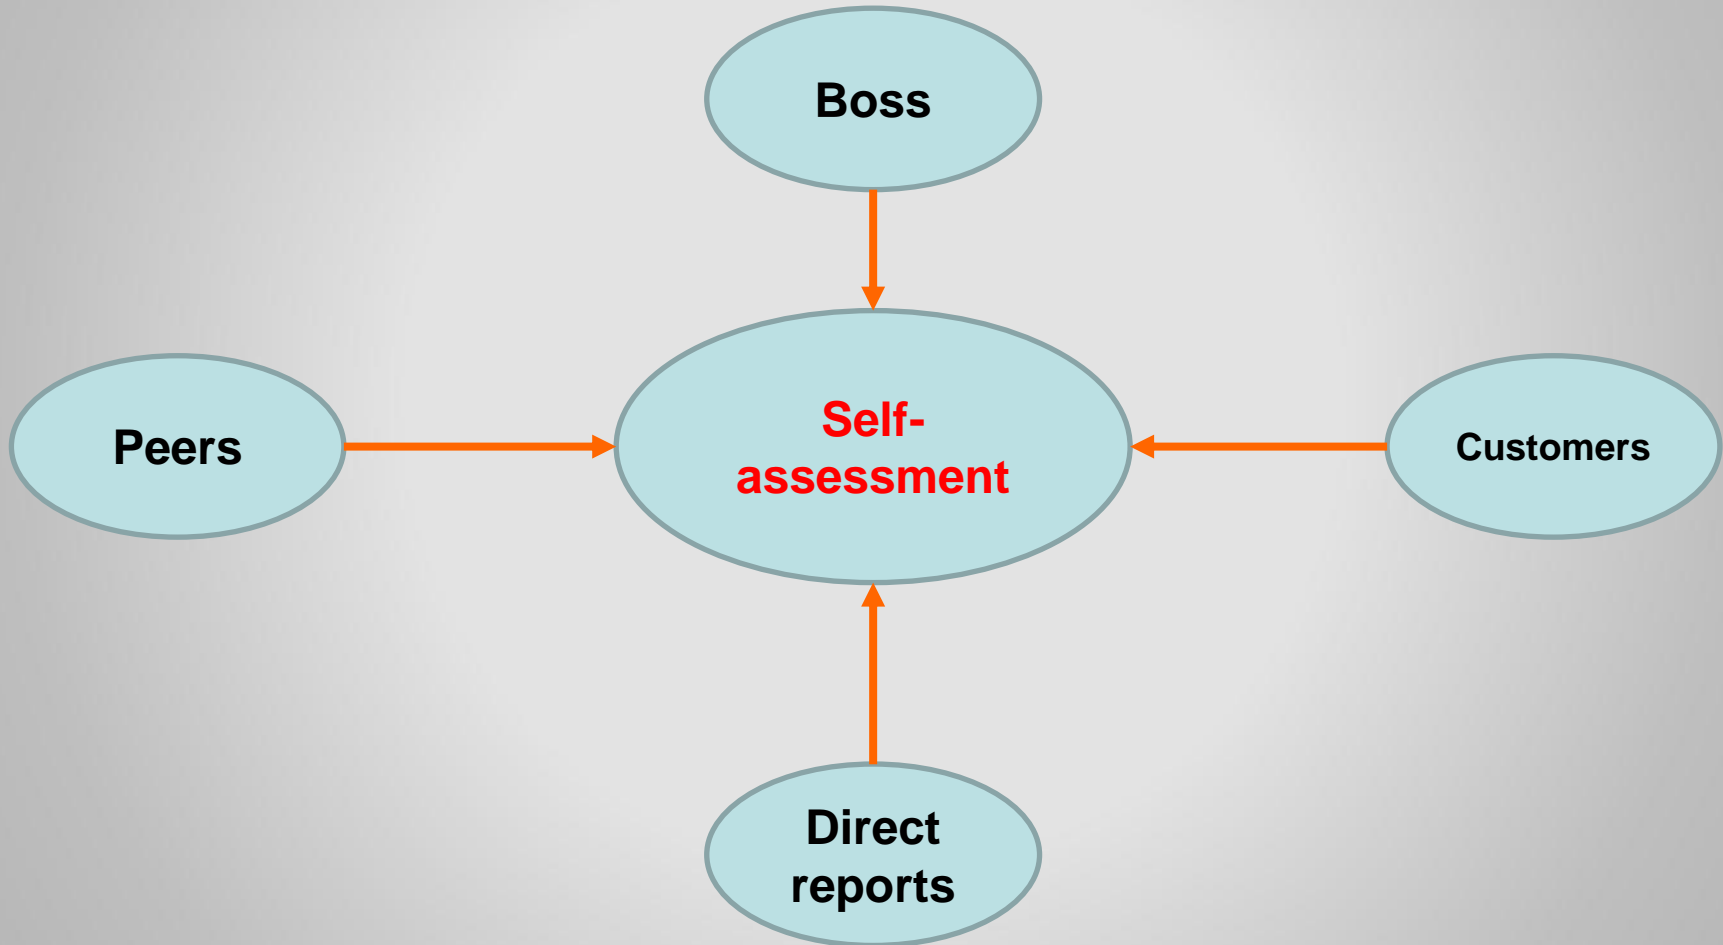 Boss
Peers
Self-
assessment
Customers
Direct
reports